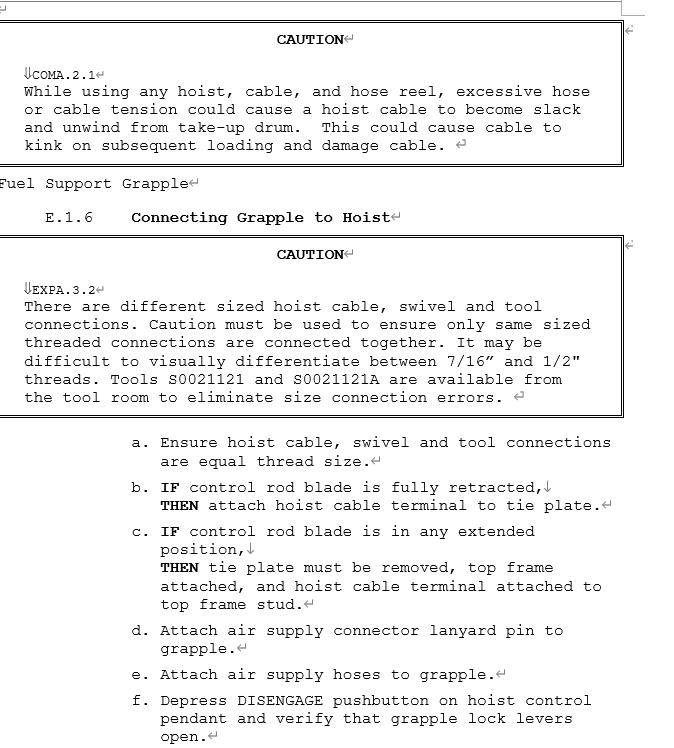 CAUTION
⇓COMA.2.1
While using any hoist, cable, and hose reel, excessive hose
or cable tension could cause a hoist cable to become slack
and unwind from take-up drum.  This could cause cable to
kink on subsequent loading and damage cable.
Fuel Support Grapple
E.1.6 Connecting Grapple to Hoist
CAUTION
⇓EXPA.3.2
There are different sized hoist cable, swivel and tool
connections. Caution must be used to ensure only same sized
threaded connections are connected together. It may be
difficult to visually differentiate between 7/16” and 1/2"
threads. Tools S0021121 and S0021121A are available from
the tool room to eliminate size connection errors.
a. Ensure hoist cable, swivel and tool connections
are equal thread size.
b. IF control rod blade is fully retracted,
THEN attach hoist cable terminal to tie plate.
c. IF control rod blade is in any extended
position,
THEN tie plate must be removed, top frame
attached, and hoist cable terminal attached to
top frame stud.
d. Attach air supply connector lanyard pin to
grapple.
e. Attach air supply hoses to grapple.
f. Depress DISENGAGE pushbutton on hoist control
pendant and verify that grapple lock levers
open.